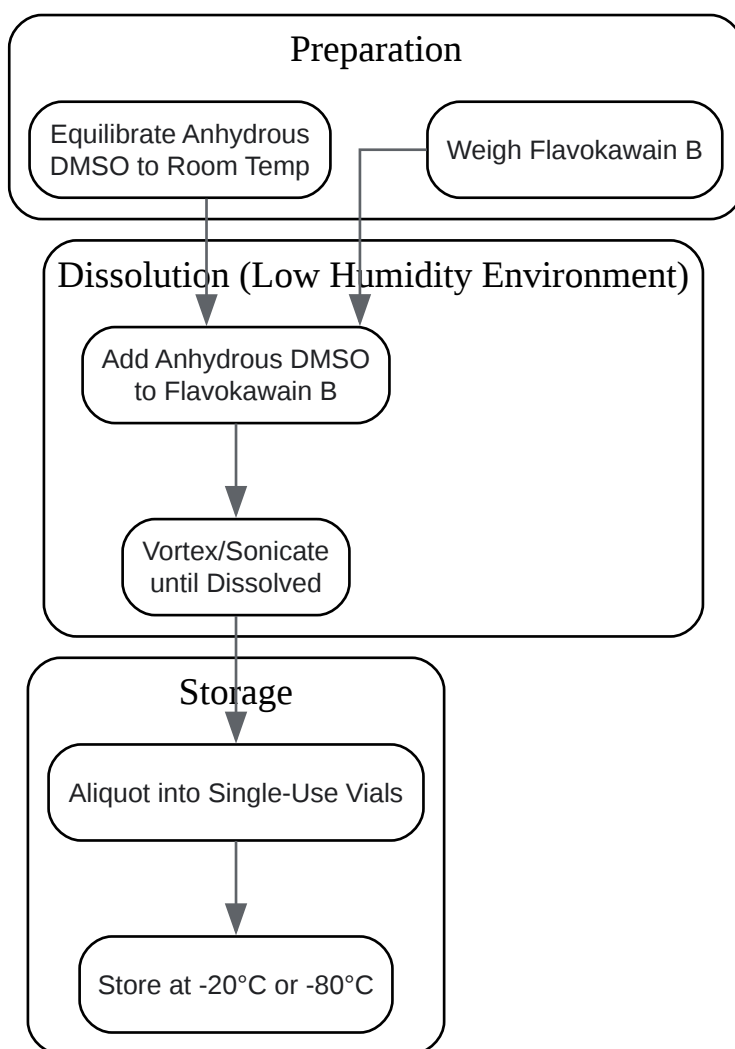 Preparation
Equilibrate Anhydrous
DMSO to Room Temp
Weigh Flavokawain B
Dissolution (Low Humidity Environment)
Add Anhydrous DMSO
to Flavokawain B
Vortex/Sonicate
until Dissolved
Storage
Aliquot into Single-Use Vials
Store at -20°C or -80°C